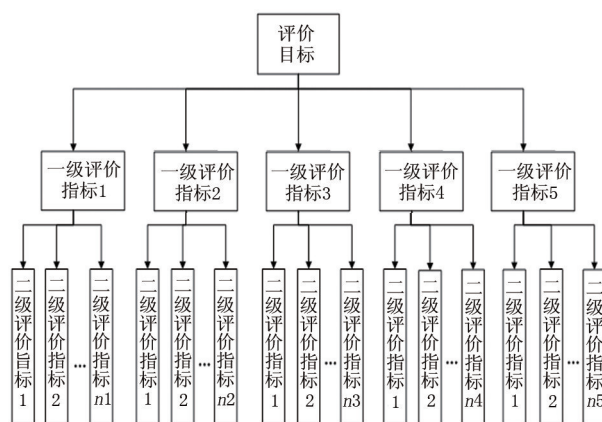 评价
目标
一级评价
指标1
一级评价
指标2
一级评价
指标3
一级评价
指标4
一级评价
指标5
二级评价旨标1
二级评价指标2
...
二级评价指标n1
二级评价指标1
二级评价指标2
...
二级评价指标n2
二级评价指标1
二级评价指标2
...
二级评价指标n3
二级评价指标1
二级评价指标2
...
二级评价指标n4
二级评价指标1
二级评价指标2
...
二级评价指标n5